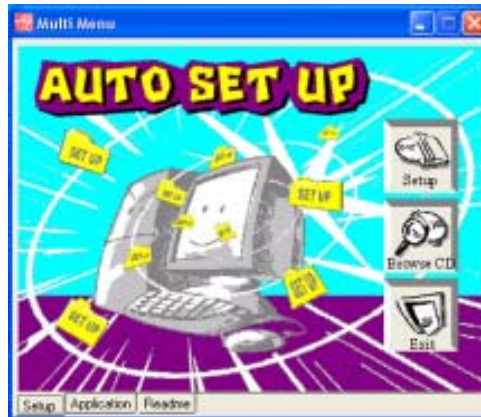 Multi Menu
AUTO SET UP
SET UP
SET UP
SET UP
SET UP
Setup
Browse CD
Exit
Setup Application Readme